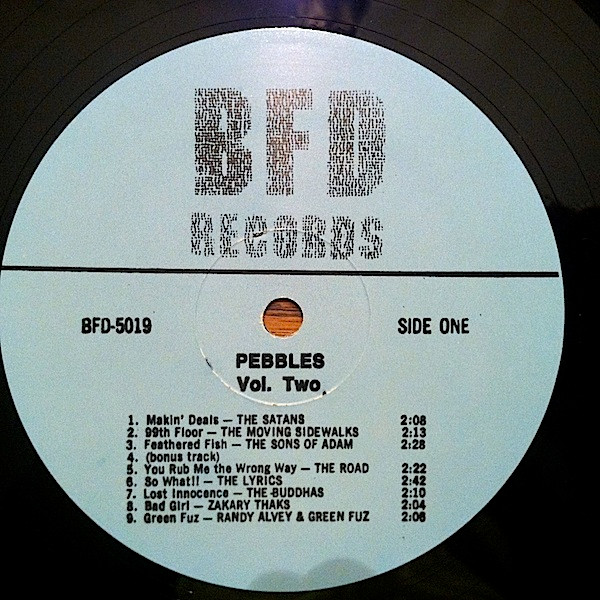 BFD
RECORDS
BFD-5019
SIDE ONE
PEBBLES
Vol. Two
1. Makin' Deals — THE SATANS 2:08
2. 99th Floor — THE MOVING SIDEWALKS 2:13
3. Feathered Fish — THE SONS OF ADAM 2:28
4. (bonus track)
5. You Rub Me the Wrong Way — THE ROAD 2:22
6. So What!! — THE LYRICS 2:42
7. Lost Innocence — THE BUDDHAS 2:10
8. Bad Girl — ZAKARY THAKS 2:04
9. Green Fuz — RANDY ALVEY & GREEN FUZ 2:06